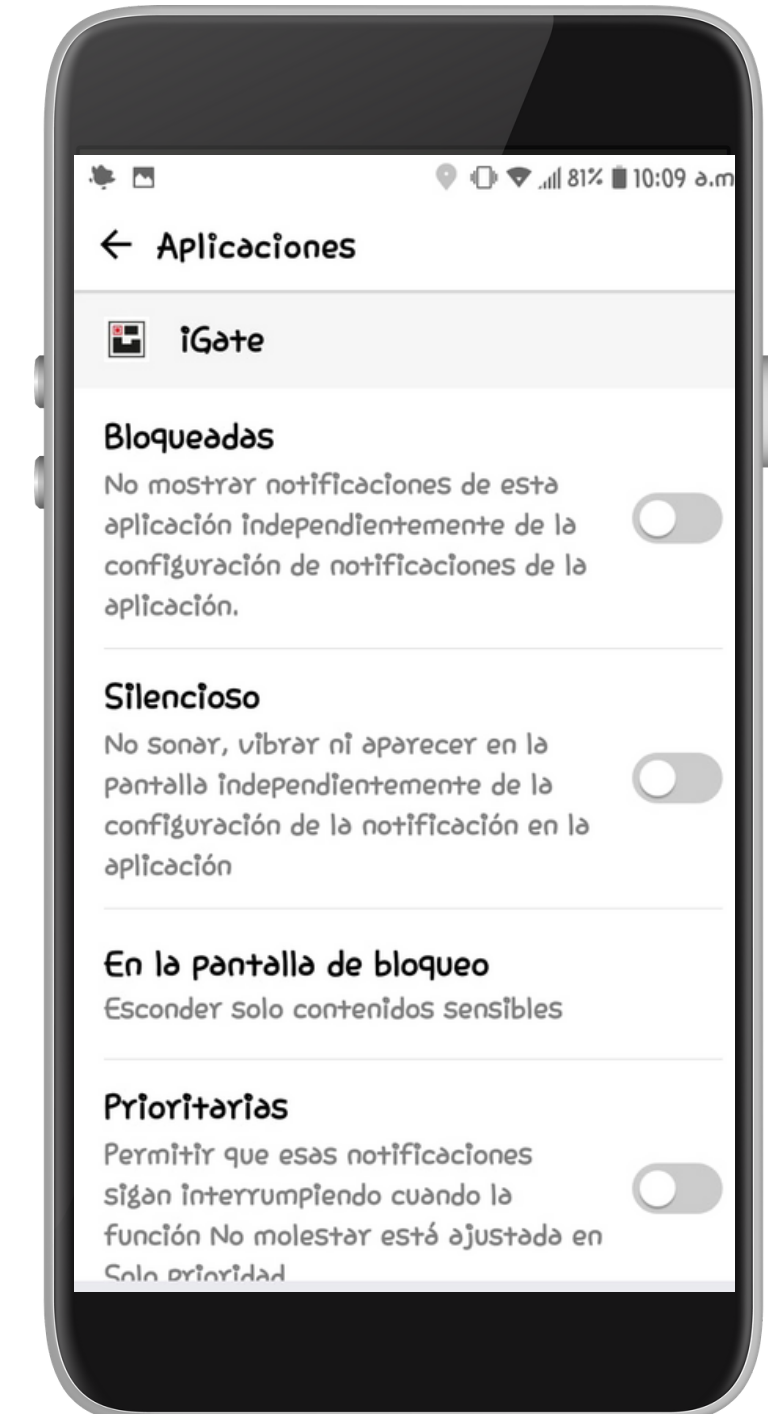 81% 10:09 a.m
← Aplicaciones
iGate
Bloqueadas
No mostrar notificaciones de esta
aplicación independientemente de la
configuración de notificaciones de la
aplicación.
Silencioso
No sonar, vibrar ni aparecer en la
pantalla independientemente de la
configuración de la notificación en la
aplicación
En la pantalla de bloqueo
Esconder solo contenidos sensibles
Prioritarias
Permitir que esas notificaciones
sigan interrumpiendo cuando la
función No molestar está ajustada en
Solo prioridad